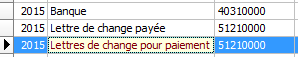 2015 Banque 40310000
2015 Lettre de change payée 51210000
2015 Lettres de change pour paiement 51210000